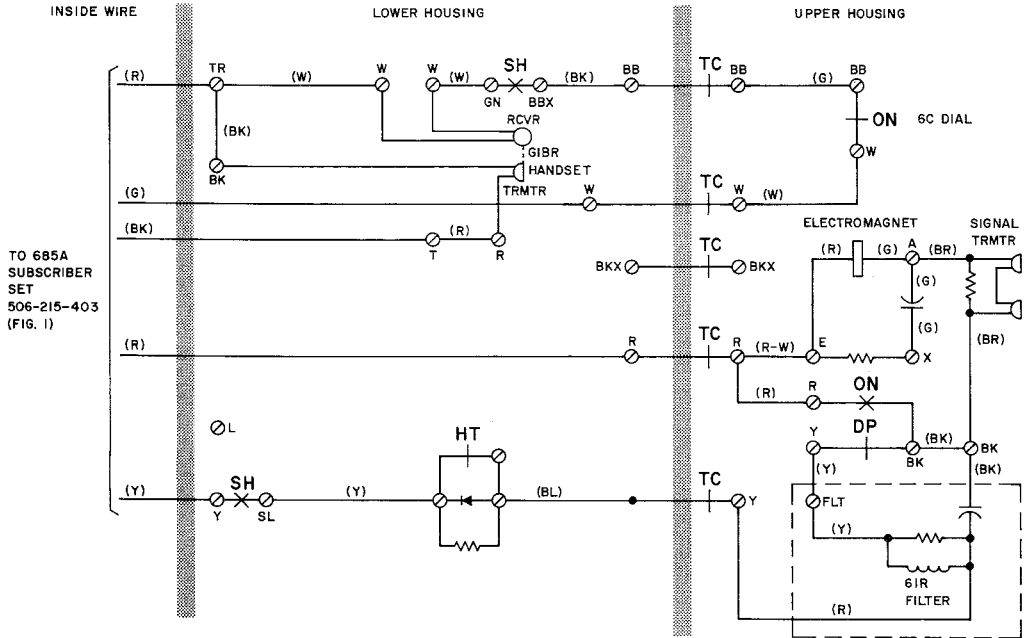 INSIDE WIRE LOWER HOUSING UPPER HOUSING
(R) TR (W) W W (W) SH (BK) BB TC BB (G) BB
GN BBX
ON 6C DIAL
(BK) RCVR
GIBR
W
BK HANDSET
TRMTR
(G) W TC W (W)
(BK) T (R) R
ELECTROMAGNET SIGNAL
TRMTR
(R) (G) A (BR)
TO 685A
SUBSCRIBER
SET
506-215-403
(FIG. 1)
BKX TC BKX
(G)
(G)
(BR)
(R) R TC R (R-W) E X
(R) R ON
L
HT
Y DP (BK) BK
BK
(Y) (BK)
(Y) SH (Y) (BL) TC Y FLT
Y SL
(Y)
61R
FILTER
(R)